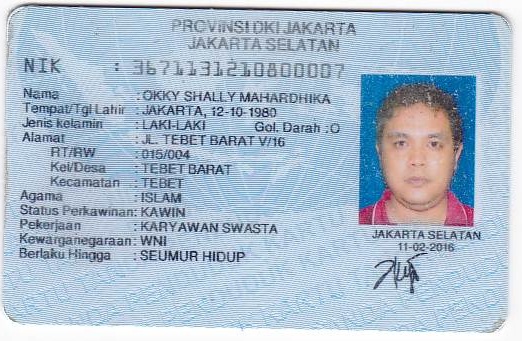 PROVINSI DKI JAKARTA
JAKARTA SELATAN
NIK : 3671131210800007
Nama : OKKY SHALLY MAHARDHIKA
Tempat/Tgl Lahir : JAKARTA, 12-10-1980
Jenis kelamin : LAKI-LAKI Gol. Darah :O
Alamat : JL. TEBET BARAT V/16
RT/RW : 015/004
Kel/Desa : TEBET BARAT
Kecamatan : TEBET
Agama : ISLAM
Status Perkawinan: KAWIN
Pekerjaan : KARYAWAN SWASTA
Kewarganegaraan: WNI
Berlaku Hingga : SEUMUR HIDUP
JAKARTA SELATAN
11-02-2016